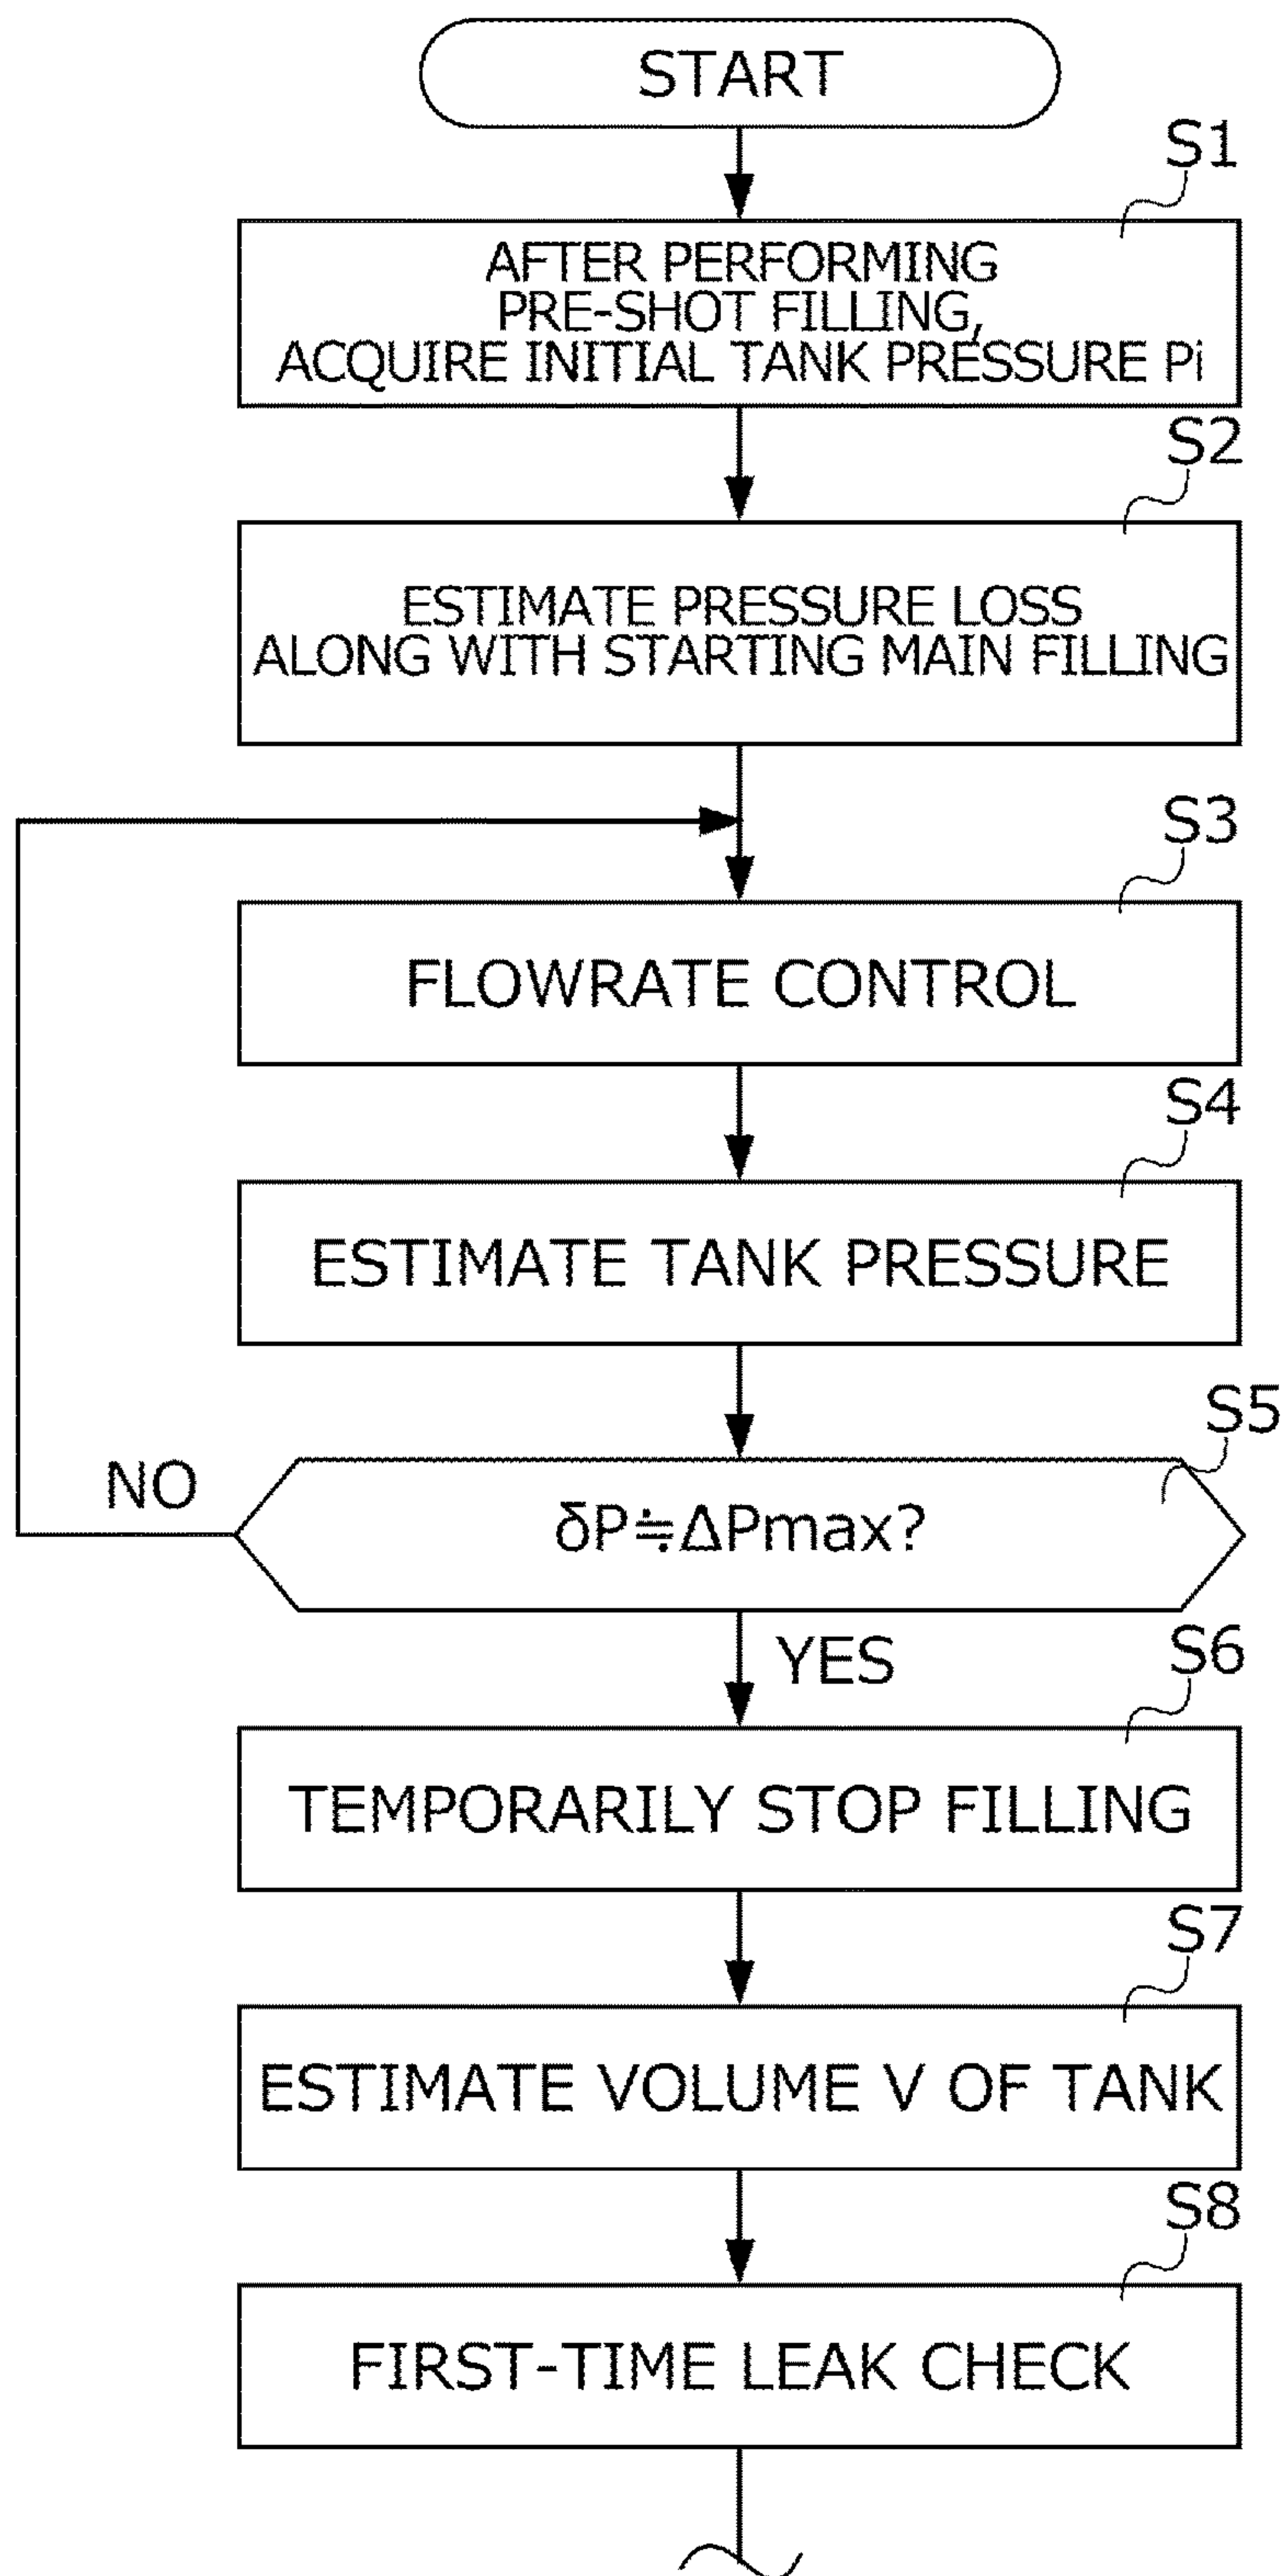 START
S1
AFTER PERFORMING
PRE-SHOT FILLING,
ACQUIRE INITIAL TANK PRESSURE Pi
S2
ESTIMATE PRESSURE LOSS
ALONG WITH STARTING MAIN FILLING
S3
FLOWRATE CONTROL
S4
ESTIMATE TANK PRESSURE
S5
NO
δP≒ΔPmax?
YES
S6
TEMPORARILY STOP FILLING
S7
ESTIMATE VOLUME V OF TANK
S8
FIRST-TIME LEAK CHECK